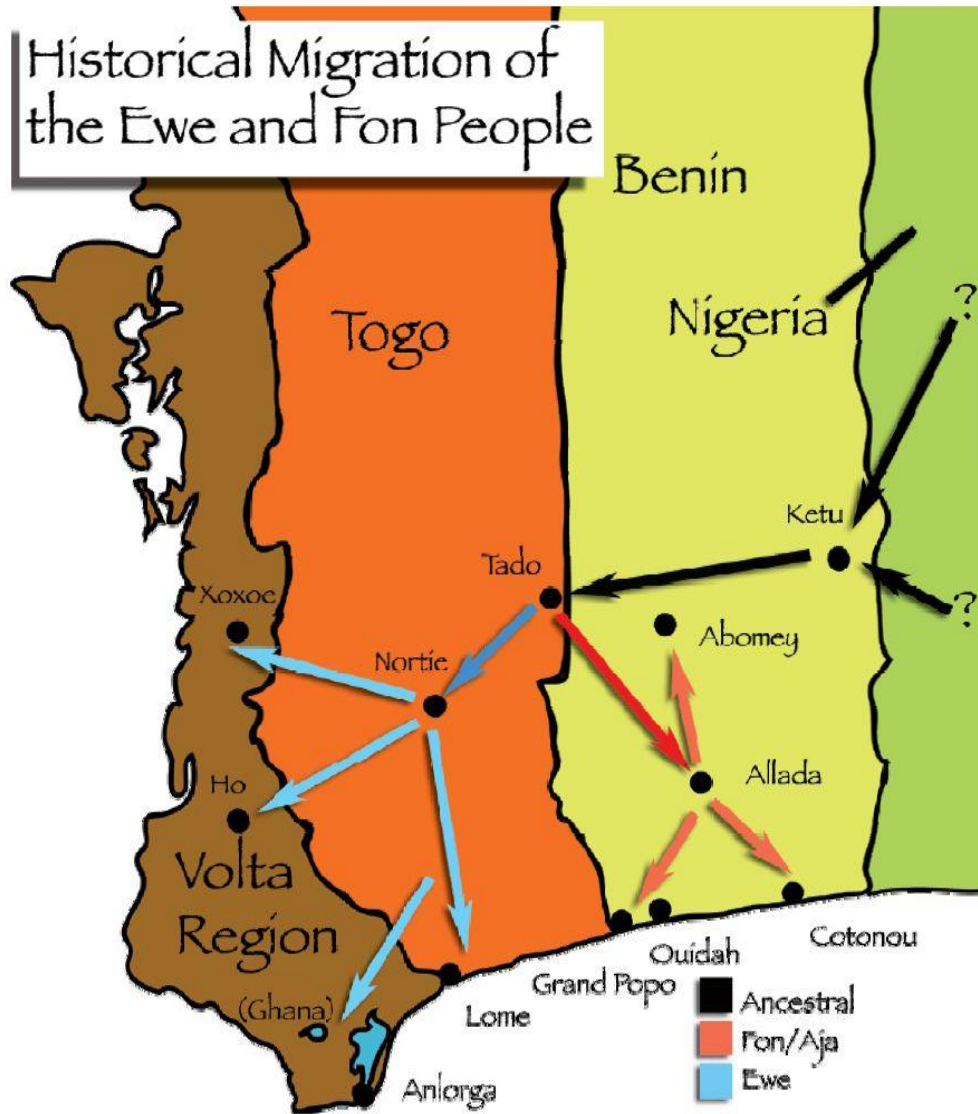 Historical Migration of
the Ewe and Fon People
Benin
Togo
Nigeria
?
Ketu
Tado
?
Xoxoe
Abomey
Nortie
Allada
Ho
Volta
Region
(Ghana)
Cotonou
Ouidah
Grand Popo
Lome
Anlorga
Ancestral
Fon/Aja
Ewe